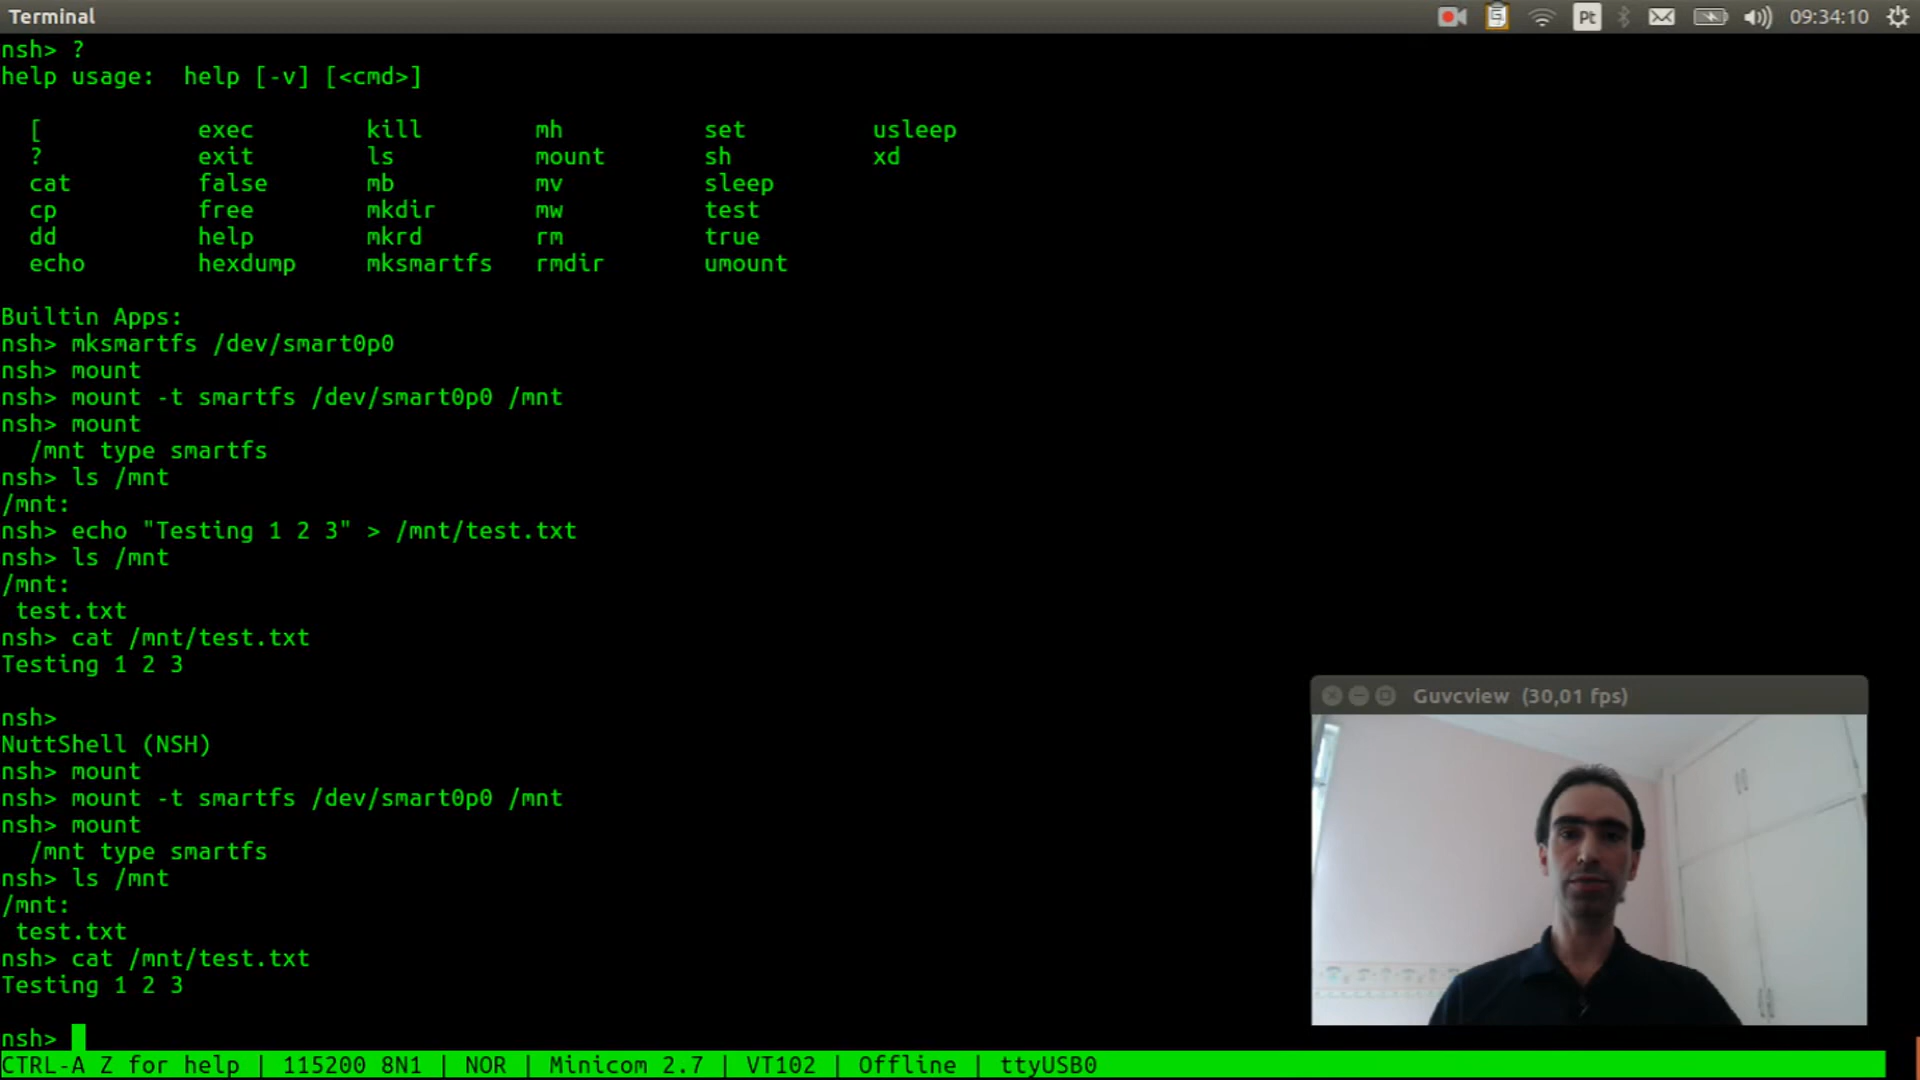 Terminal
Pt
09:34:10
nsh> ?
help usage:  help [-v] [<cmd>]
[ exec kill mh set usleep
? exit ls mount sh xd
cat false mb mv sleep
cp free mkdir mw test
dd help mkrd rm true
echo hexdump mksmartfs rmdir umount
Builtin Apps:
nsh> mksmartfs /dev/smart0p0
nsh> mount
nsh> mount -t smartfs /dev/smart0p0 /mnt
nsh> mount
/mnt type smartfs
nsh> ls /mnt
/mnt:
nsh> echo "Testing 1 2 3" > /mnt/test.txt
nsh> ls /mnt
/mnt:
test.txt
nsh> cat /mnt/test.txt
Testing 1 2 3
nsh>
NuttShell (NSH)
nsh> mount
nsh> mount -t smartfs /dev/smart0p0 /mnt
nsh> mount
/mnt type smartfs
nsh> ls /mnt
/mnt:
test.txt
nsh> cat /mnt/test.txt
Testing 1 2 3
nsh>
Guvcview (30,01 fps)
CTRL-A Z for help | 115200 8N1 | NOR | Minicom 2.7 | VT102 | Offline | ttyUSB0